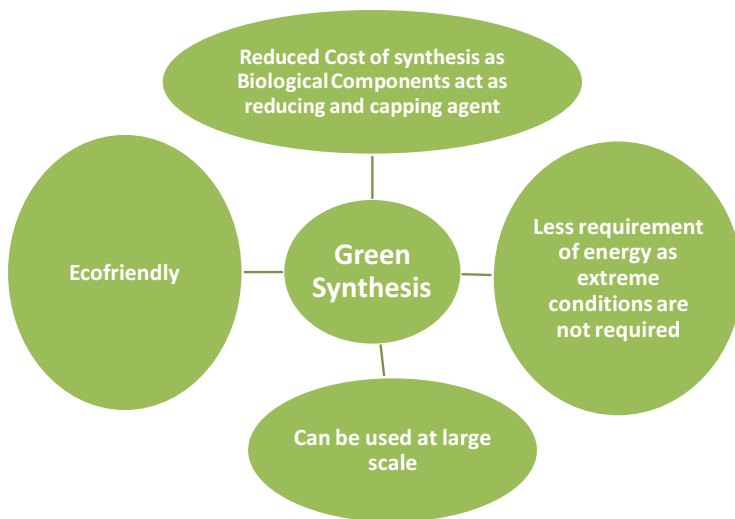 Reduced Cost of synthesis as
Biological Components act as
reducing and capping agent
Ecofriendly
Green
Synthesis
Less requirement
of energy as
extreme
conditions are
not required
Can be used at large
scale